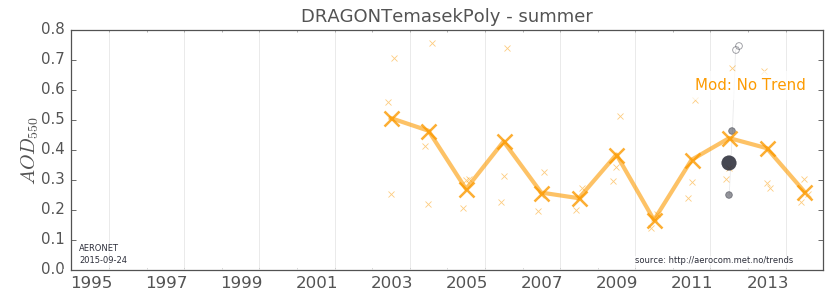 DRAGONTemasekPoly - summer
0.8
0.7
0.6
0.5
0.4
0.3
0.2
0.1
0.0
AOD550
Mod: No Trend
AERONET
2015-09-24
source: http://aerocom.met.no/trends
1995 1997 1999 2001 2003 2005 2007 2009 2011 2013